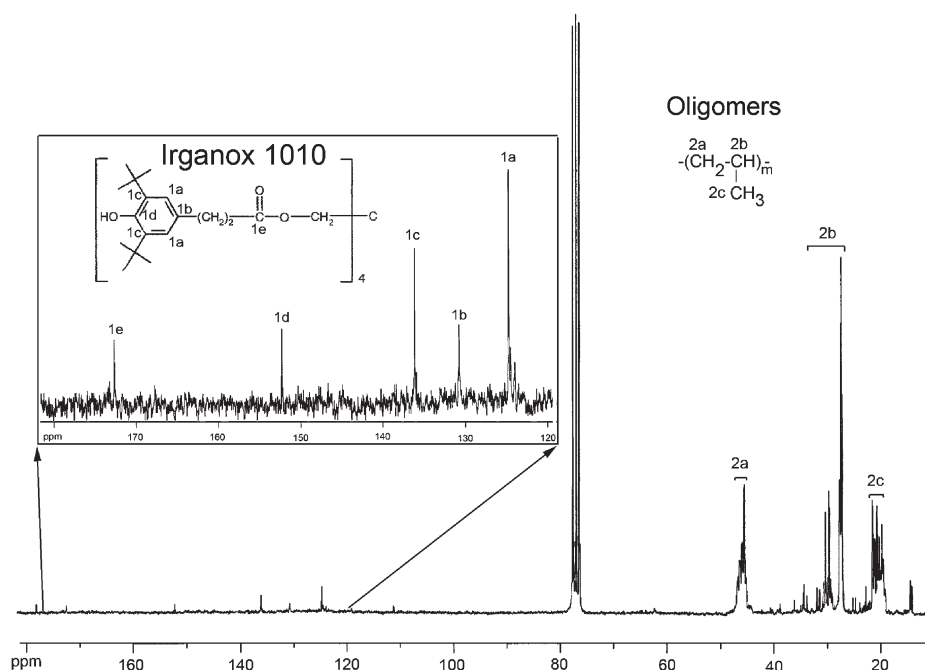 Irganox 1010
1a
1c
1a
O
HO
1d
1b
(CH)₂
O
CH₂
C
1e
1c
1a
4
1c
1e
1d
1b
ppm
170
160
150
140
130
120
Oligomers
2a 2b
-(CH₂-CH)m-
2c CH₃
2b
2a
2c
ppm
160
140
120
100
80
60
40
20